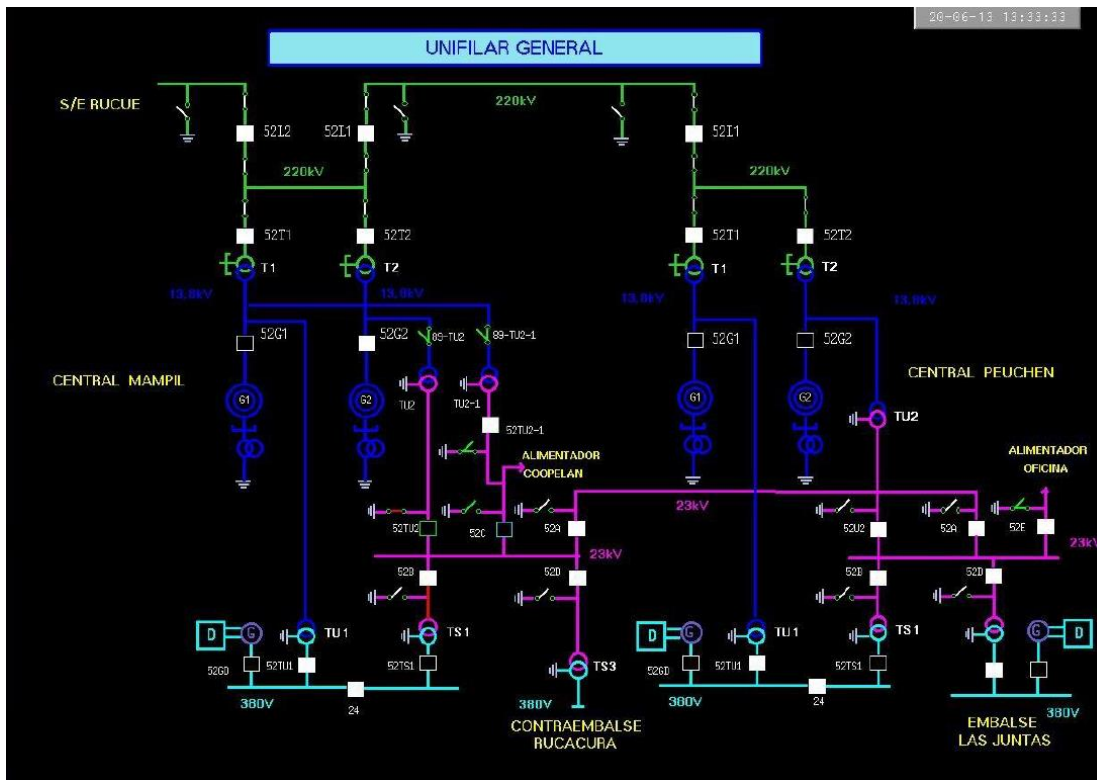 20-06-13 13:33:33
UNIFILAR GENERAL
S/E RUCUE
220kV
52L2
52L1
52L1
220kV
220kV
52T1
52T2
52T1
52T2
T1
T2
T1
T2
13,8kV
13,8kV
13,8kV
13,8kV
52G1
52G2
89-TU2
89-TU2-1
52G1
52G2
CENTRAL MAMPIL
CENTRAL PEUCHEN
G1
G2
TU2
TU2-1
G1
G2
TU2
52TU2-1
ALIMENTADOR
COOPELAN
ALIMENTADOR
OFICINA
23kV
52TU2
52C
52A
52U2
52A
52E
23kV
23kV
52B
52D
52B
52D
D
G
TU1
TS1
D
G
TU1
TS1
G
D
52GD
52TU1
52TS1
TS3
52GD
52TU1
52TS1
380V
24
380V
380V
24
380V
CONTRAEMBALSE
RUCACURA
EMBALSE
LAS JUNTAS